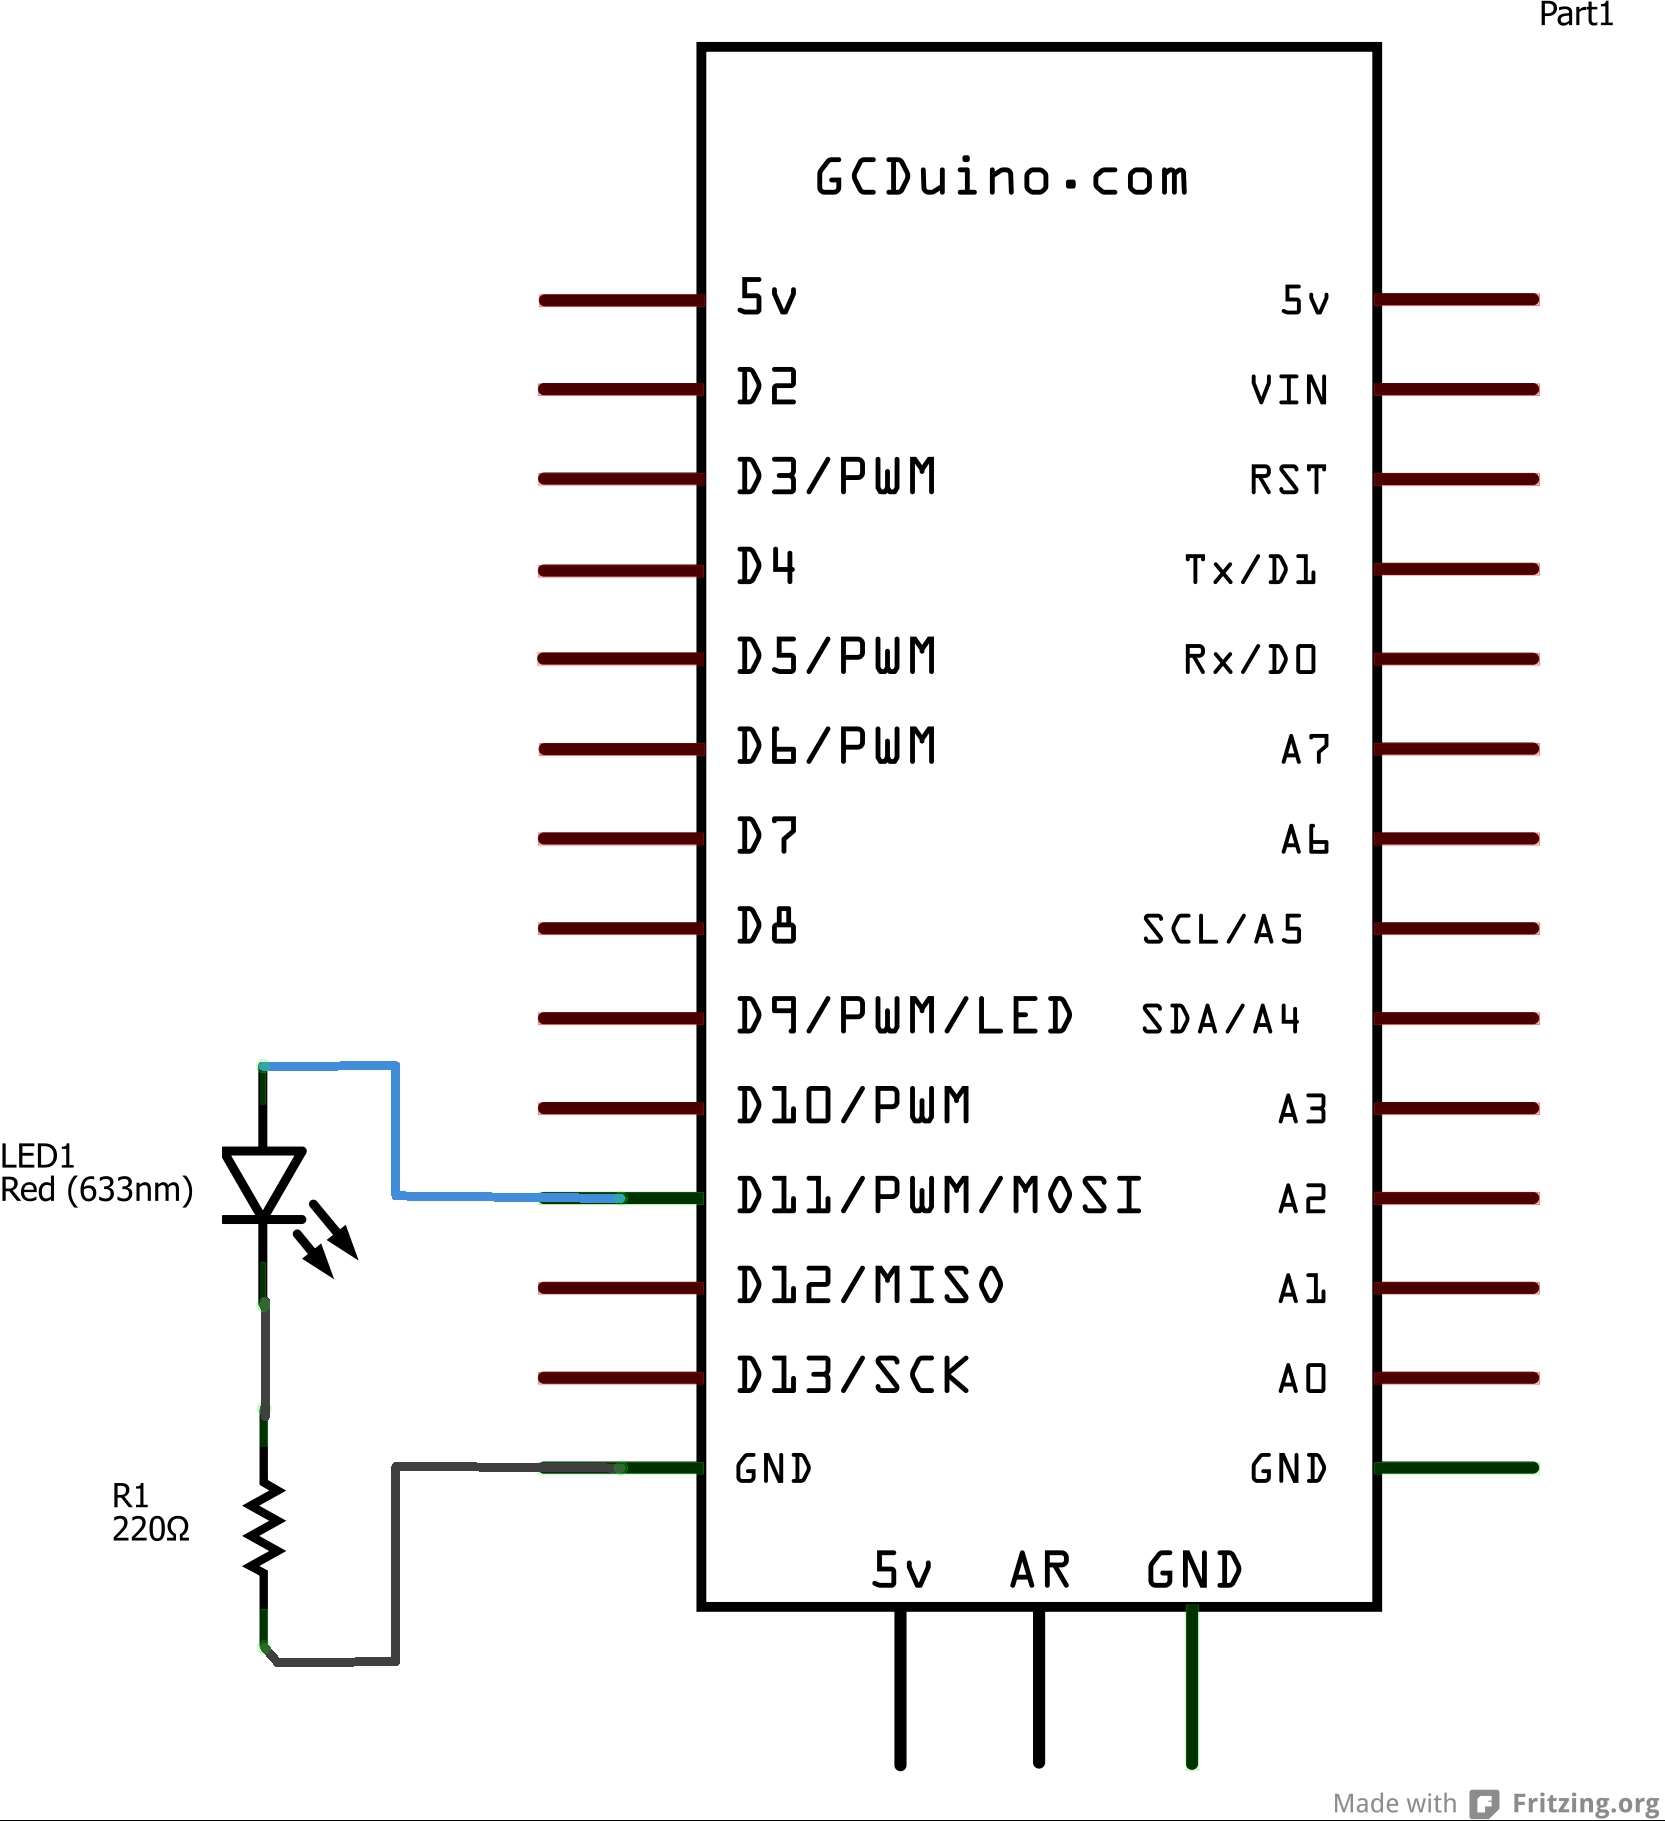 Part1
GCDuino.com
5v
5v
D2
VIN
D3/PWM
RST
D4
Tx/D1
D5/PWM
Rx/D0
D6/PWM
A7
D7
A6
D8
SCL/A5
D9/PWM/LED
SDA/A4
D10/PWM
A3
LED1
Red (633nm)
D11/PWM/MOSI
A2
D12/MISO
A1
D13/SCK
A0
GND
GND
R1
220Ω
5v
AR
GND
Made with Fritzing.org